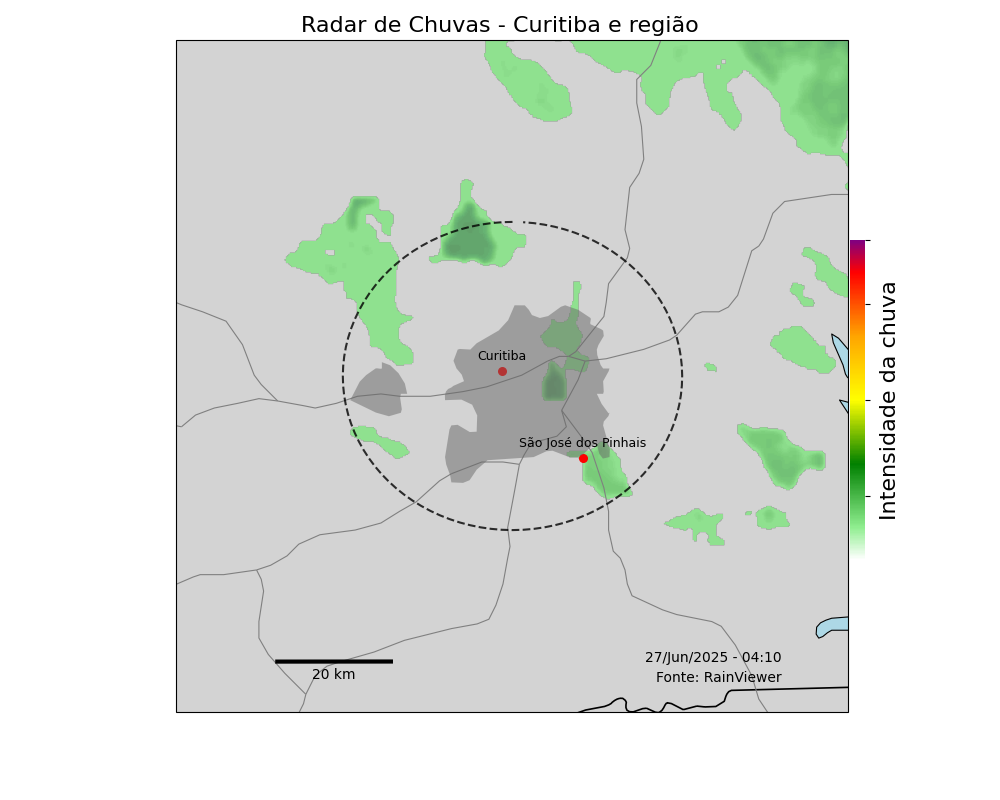 Radar de Chuvas - Curitiba e região
Curitiba
São José dos Pinhais
Intensidade da chuva
27/Jun/2025 - 04:10
20 km
Fonte: RainViewer